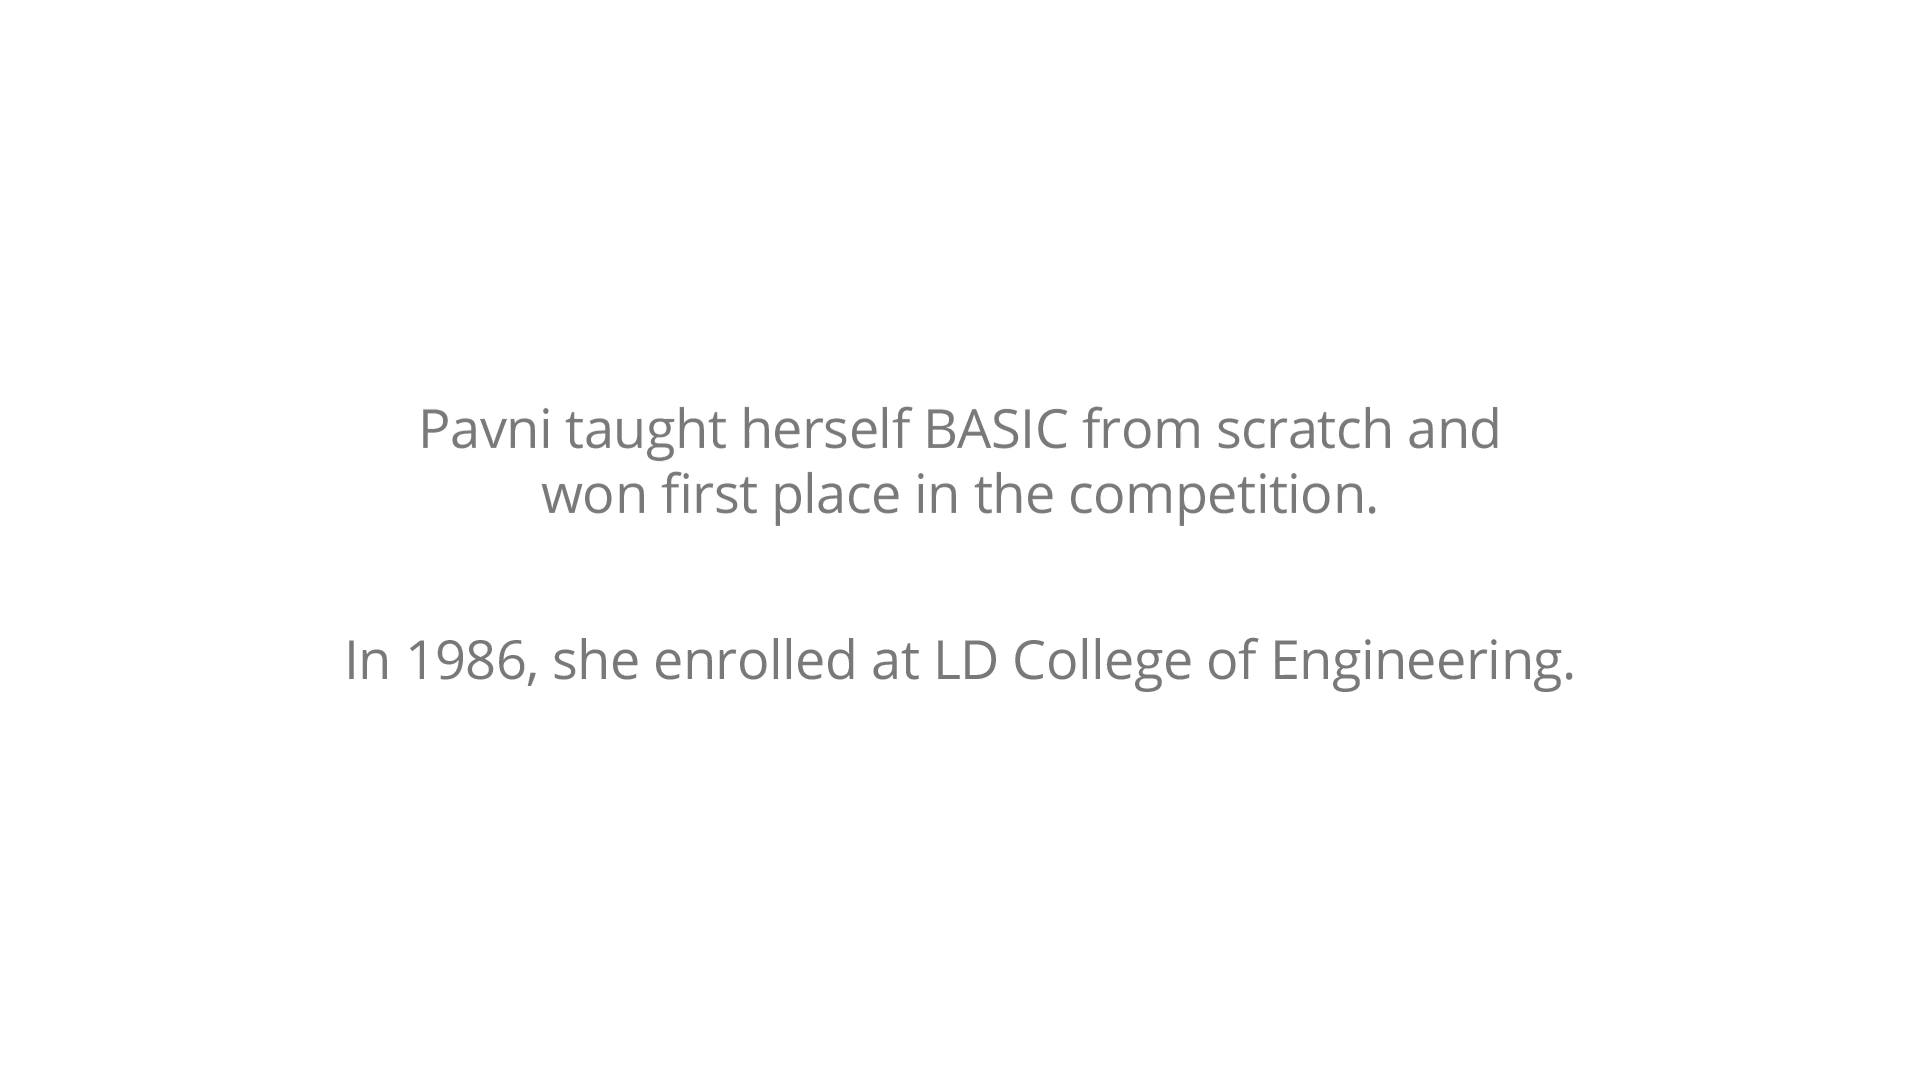 Pavni taught herself BASIC from scratch and
won first place in the competition.
In 1986, she enrolled at LD College of Engineering.